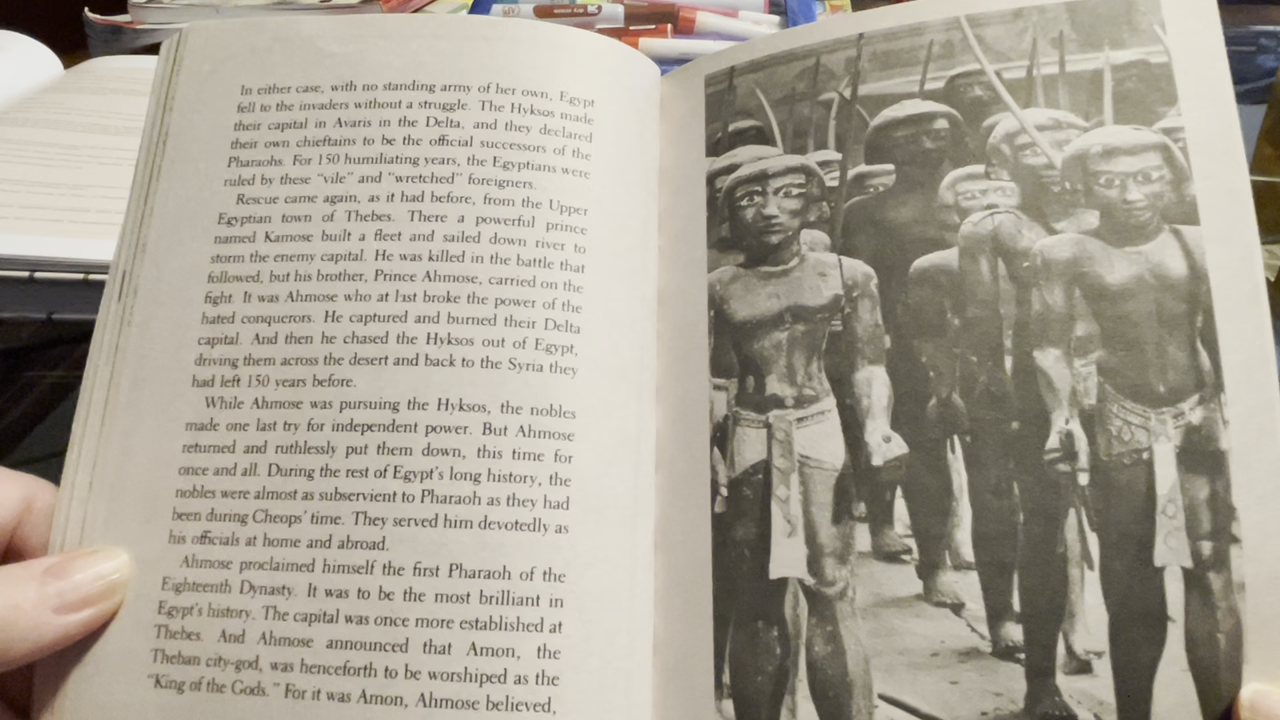 In either case, with no standing army of her own, Egypt
fell to the invaders without a struggle. The Hyksos made
their capital in Avaris in the Delta, and they declared
their own chieftains to be the official successors of the
Pharaohs. For 150 humiliating years, the Egyptians were
ruled by these "vile" and "wretched" foreigners.
Rescue came again, as it had before, from the Upper
Egyptian town of Thebes. There a powerful prince
named Kamose built a fleet and sailed down river to
storm the enemy capital. He was killed in the battle that
followed, but his brother, Prince Ahmose, carried on the
fight. It was Ahmose who at last broke the power of the
hated conquerors. He captured and burned their Delta
capital. And then he chased the Hyksos out of Egypt,
driving them across the desert and back to the Syria they
had left 150 years before.
While Ahmose was pursuing the Hyksos, the nobles
made one last try for independent power. But Ahmose
returned and ruthlessly put them down, this time for
once and all. During the rest of Egypt's long history, the
nobles were almost as subservient to Pharaoh as they had
been during Cheops' time. They served him devotedly as
his officials at home and abroad.
Ahmose proclaimed himself the first Pharaoh of the
Eighteenth Dynasty. It was to be the most brilliant in
Egypt's history. The capital was once more established at
Thebes. And Ahmose announced that Amon, the
Theban city-god, was henceforth to be worshiped as the
"King of the Gods." For it was Amon, Ahmose believed,